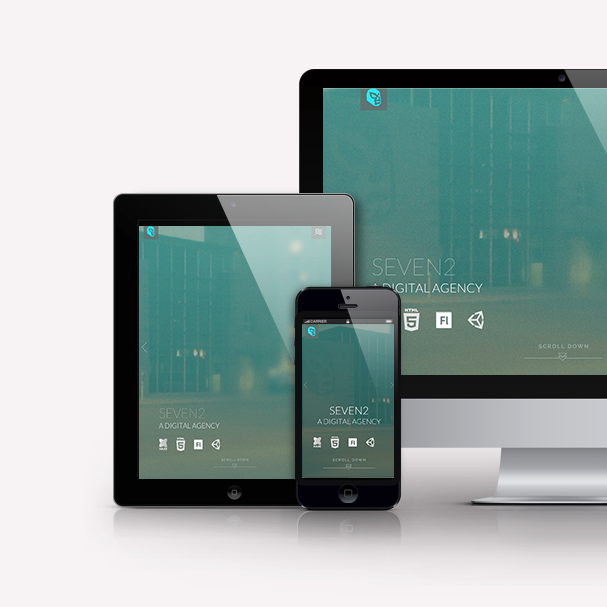 SEVEN2
A DIGITAL AGENCY
HTML
5
Fl
SCROLL DOWN
SEVEN2
A DIGITAL AGENCY
5
Fl
SCROLL DOWN
CARRIER
SEVEN2
A DIGITAL AGENCY
5
Fl
SCROLL DOWN